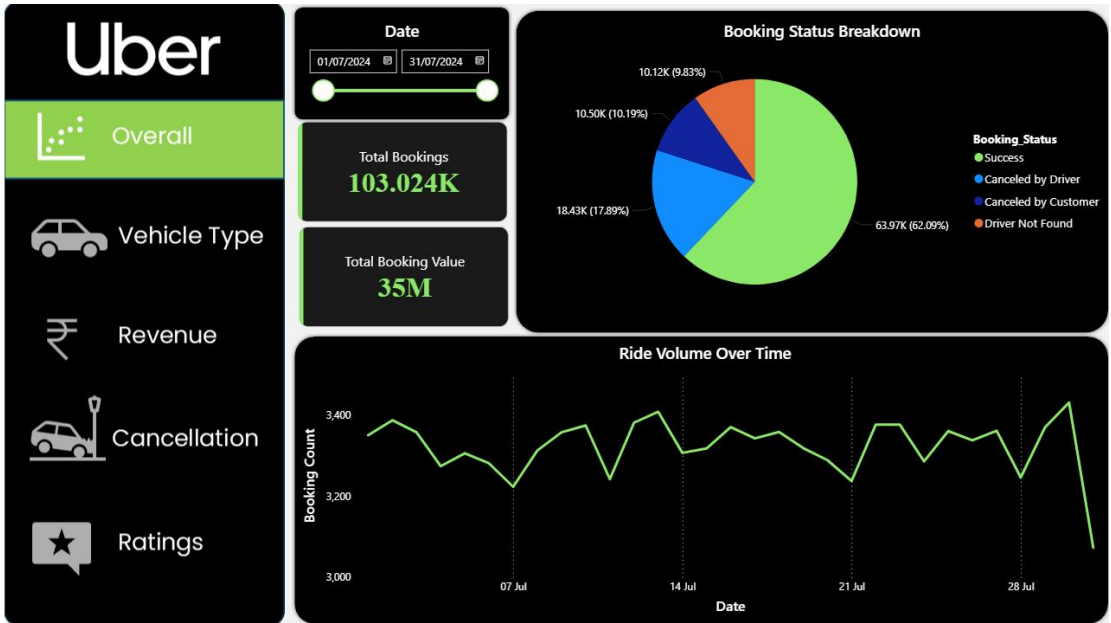 Uber
Overall
Vehicle Type
Revenue
Cancellation
Ratings
Date
01/07/2024 31/07/2024
Total Bookings
103.024K
Total Booking Value
35M
Booking Status Breakdown
10.12K (9.83%)
10.50K (10.19%)
18.43K (17.89%)
63.97K (62.09%)
Booking_Status
Success
Canceled by Driver
Canceled by Customer
Driver Not Found
Ride Volume Over Time
Booking Count
3,400
3,200
3,000
07 Jul 14 Jul 21 Jul 28 Jul
Date